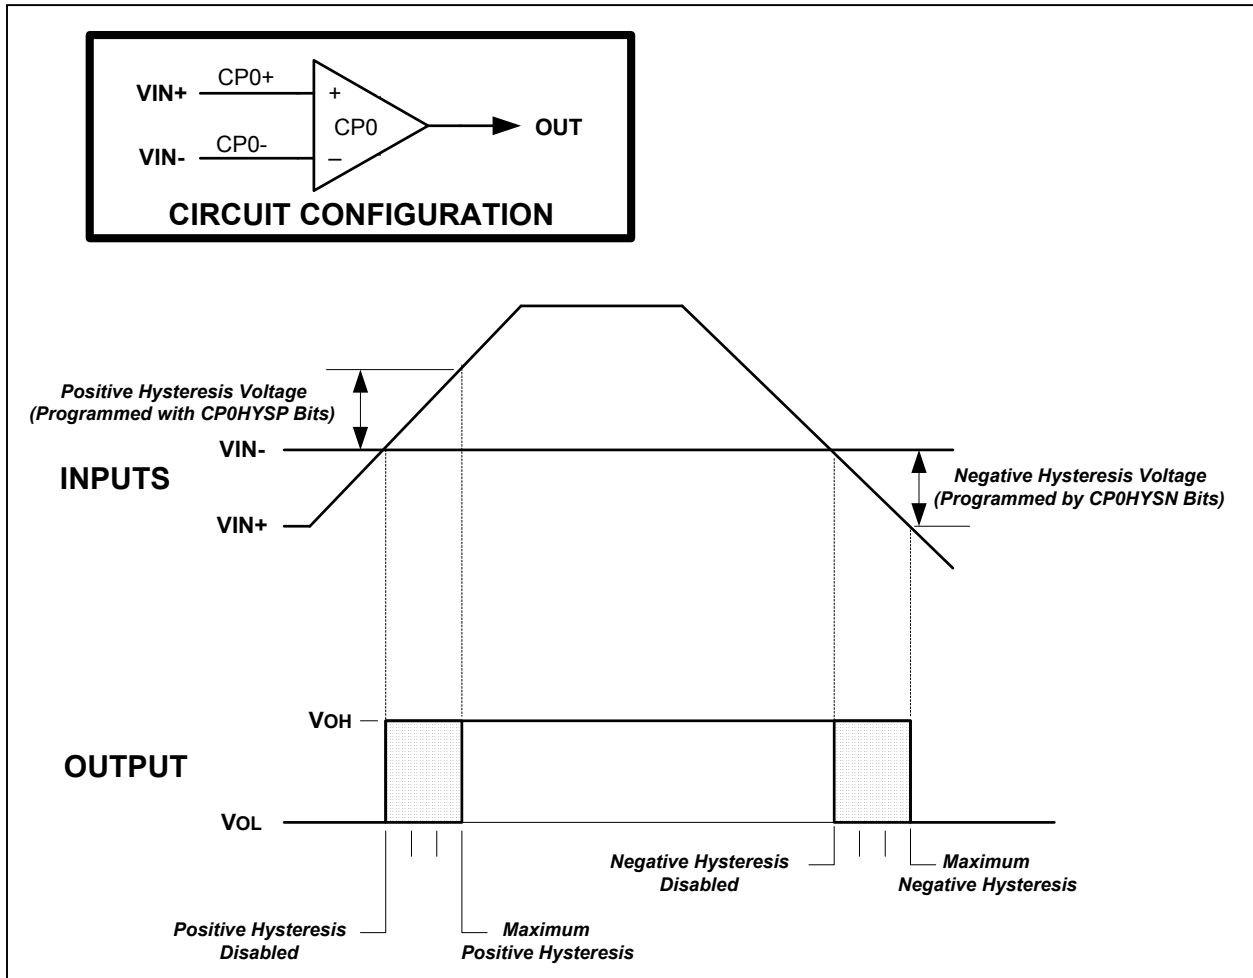 VIN+
CP0+
+
CP0
OUT
VIN-
CP0-
–
CIRCUIT CONFIGURATION
Positive Hysteresis Voltage
(Programmed with CP0HYSP Bits)
VIN-
INPUTS
VIN+
Negative Hysteresis Voltage
(Programmed by CP0HYSN Bits)
VOH
OUTPUT
VOL
Negative Hysteresis
Disabled
Maximum
Negative Hysteresis
Positive Hysteresis
Disabled
Maximum
Positive Hysteresis